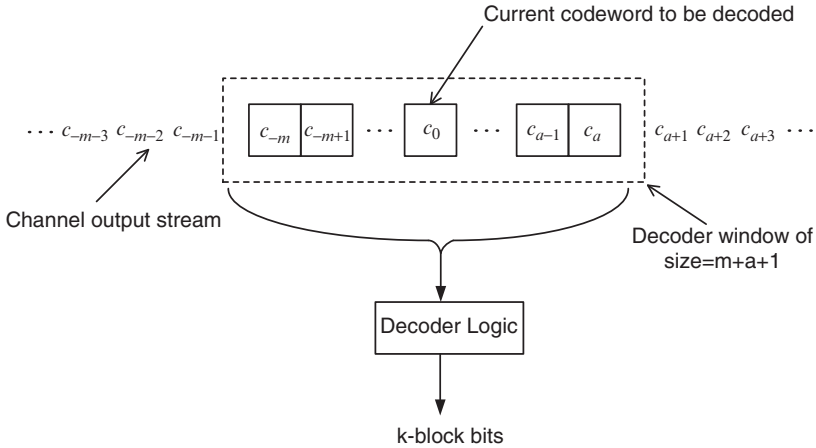 Current codeword to be decoded
··· c₋ₘ₋₃ c₋ₘ₋₂ c₋ₘ₋₁ c₋ₘ c₋ₘ₊₁ ··· c₀ ··· cₐ₋₁ cₐ cₐ₊₁ cₐ₊₂ cₐ₊₃ ···
Channel output stream
Decoder window of
size=m+a+1
Decoder Logic
k-block bits